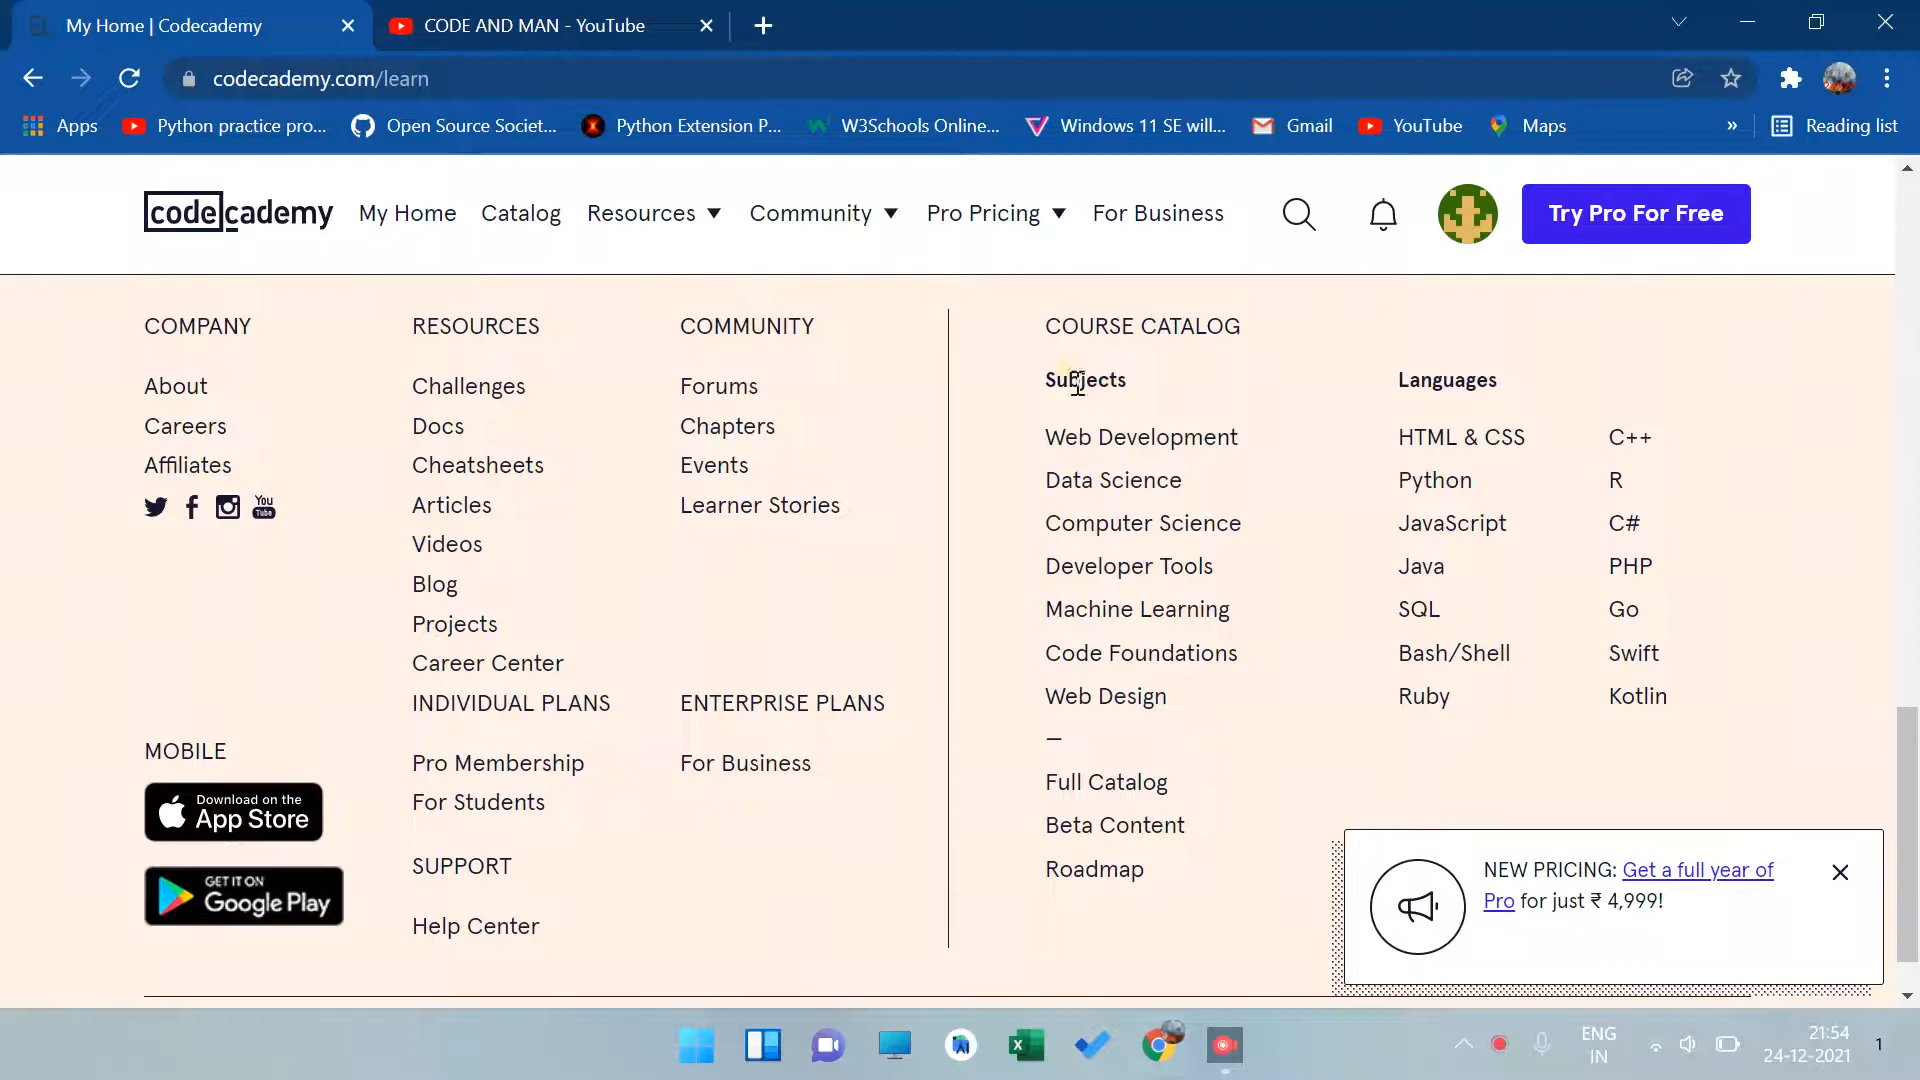 My Home | Codecademy
CODE AND MAN - YouTube
codecademy.com/learn
Apps
Python practice pro...
Open Source Societ...
Python Extension P...
W3Schools Online...
Windows 11 SE will...
Gmail
YouTube
Maps
»
Reading list
codecademy
My Home
Catalog
Resources
Community
Pro Pricing
For Business
Try Pro For Free
COMPANY
About
Careers
Affiliates
You Tube
RESOURCES
Challenges
Docs
Cheatsheets
Articles
Videos
Blog
Projects
Career Center
COMMUNITY
Forums
Chapters
Events
Learner Stories
INDIVIDUAL PLANS
Pro Membership
For Students
ENTERPRISE PLANS
For Business
SUPPORT
Help Center
MOBILE
Download on the
App Store
GET IT ON
Google Play
COURSE CATALOG
Subjects
Web Development
Data Science
Computer Science
Developer Tools
Machine Learning
Code Foundations
Web Design
—
Full Catalog
Beta Content
Roadmap
Languages
HTML & CSS
Python
JavaScript
Java
SQL
Bash/Shell
Ruby
C++
R
C#
PHP
Go
Swift
Kotlin
NEW PRICING: Get a full year of
Pro for just ₹ 4,999!
ENG
IN
21:54
24-12-2021
1